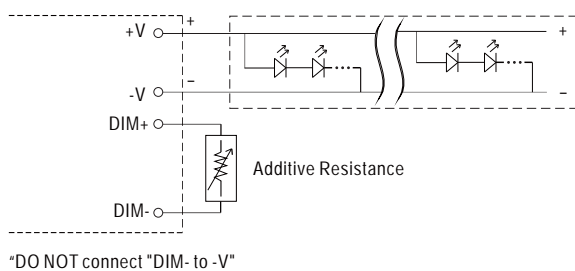 +V + +
-V − −
DIM+
Additive Resistance
DIM-
“DO NOT connect "DIM- to -V"